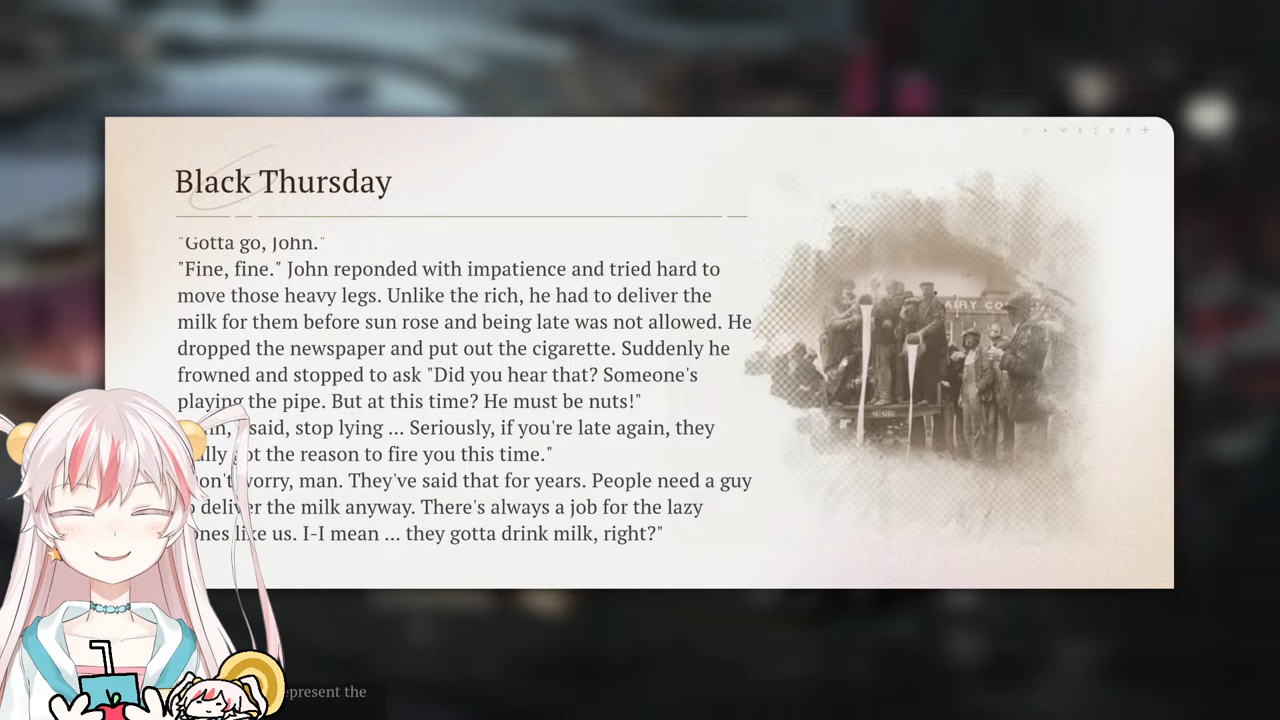 Black Thursday
"Gotta go, John."
"Fine, fine." John reponded with impatience and tried hard to
move those heavy legs. Unlike the rich, he had to deliver the
milk for them before sun rose and being late was not allowed. He
dropped the newspaper and put out the cigarette. Suddenly he
frowned and stopped to ask "Did you hear that? Someone's
playing the pipe. But at this time? He must be nuts!"
said, stop lying ... Seriously, if you're late again, they
the reason to fire you this time."
worry, man. They've said that for years. People need a guy
deliver the milk anyway. There's always a job for the lazy
like us. I-I mean ... they gotta drink milk, right?"
the